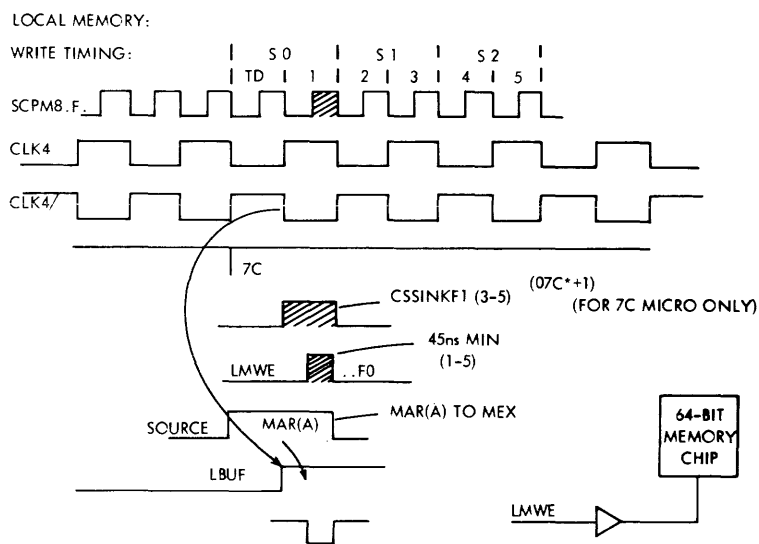 LOCAL MEMORY:
WRITE TIMING:
S 0 S 1 S 2
TD 1 2 3 4 5
SCPM8.F.
CLK4
CLK4/
7C
CSSINKF1 (3-5) (07C*+1)
(FOR 7C MICRO ONLY)
45ns MIN
(1-5)
LMWE ..F0
SOURCE MAR(A) MAR(A) TO MEX
LBUF
64-BIT
MEMORY
CHIP
LMWE